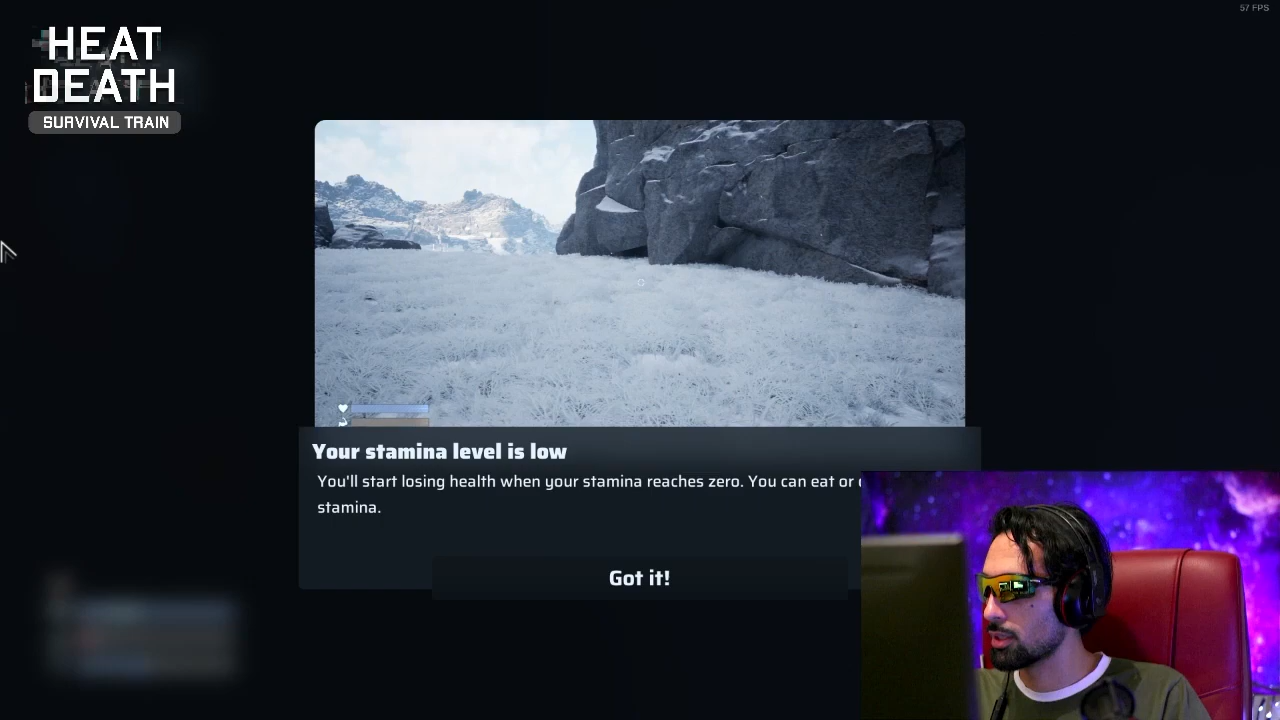 57 FPS
HEAT
DEATH
SURVIVAL TRAIN
Your stamina level is low
You'll start losing health when your stamina reaches zero. You can eat or
stamina.
Got it!